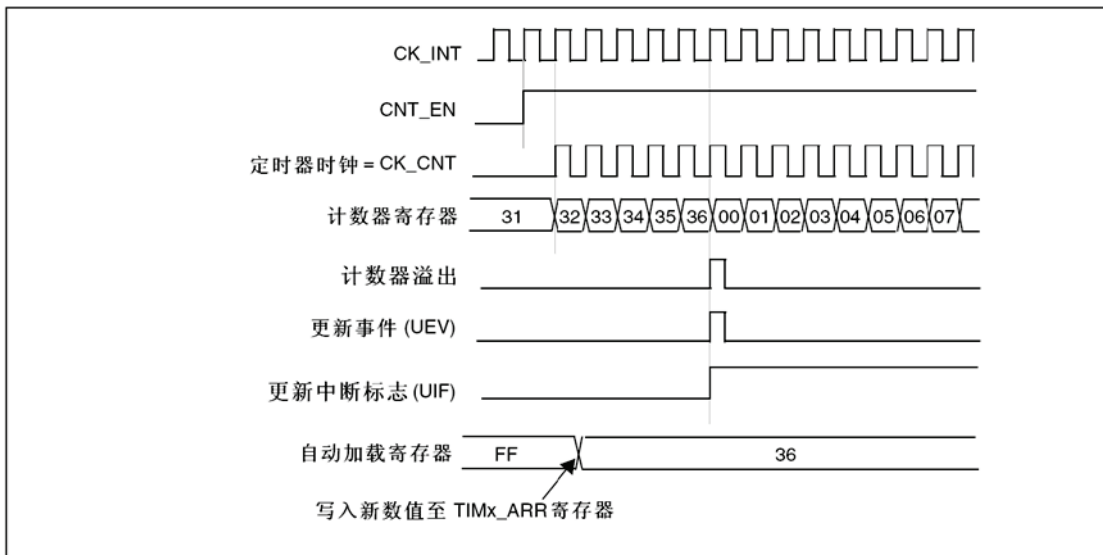 CK_INT
CNT_EN
定时器时钟 = CK_CNT
计数器寄存器 31 32 33 34 35 36 00 01 02 03 04 05 06 07
计数器溢出
更新事件 (UEV)
更新中断标志 (UIF)
自动加载寄存器 FF 36
写入新数值至 TIMx_ARR 寄存器